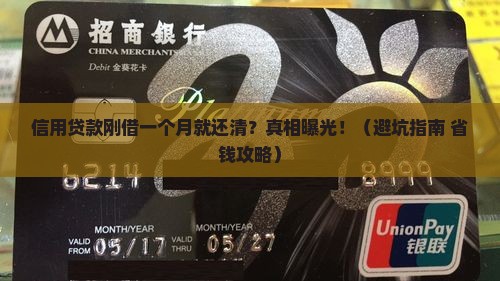 招商银行
CHINA MERCHANTS
Debit 金葵花卡
信用贷款刚借一个月就还清？真相曝光！（避坑指南 省
钱攻略）
6214 8999
MONTH/YEAR MONTH/YEAR
VALID FROM 05/17 VALID THRU 05/27
UnionPay
银联